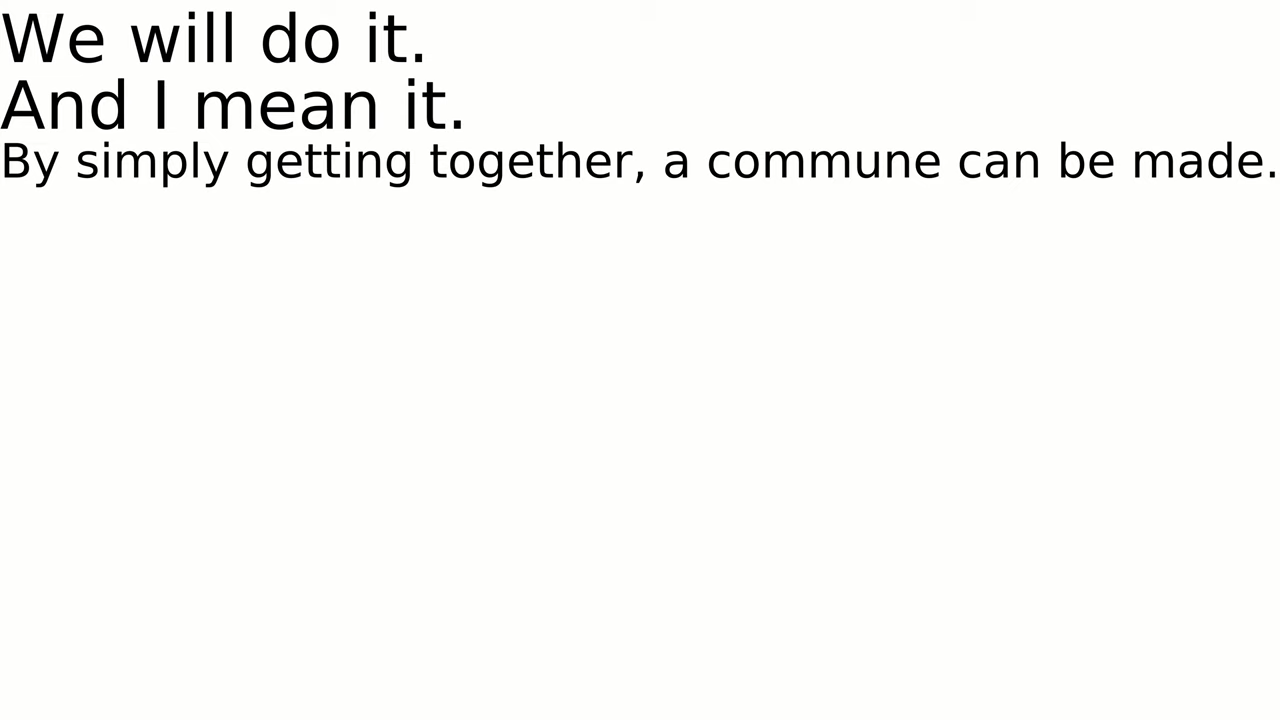 We will do it.
And I mean it.
By simply getting together, a commune can be made.